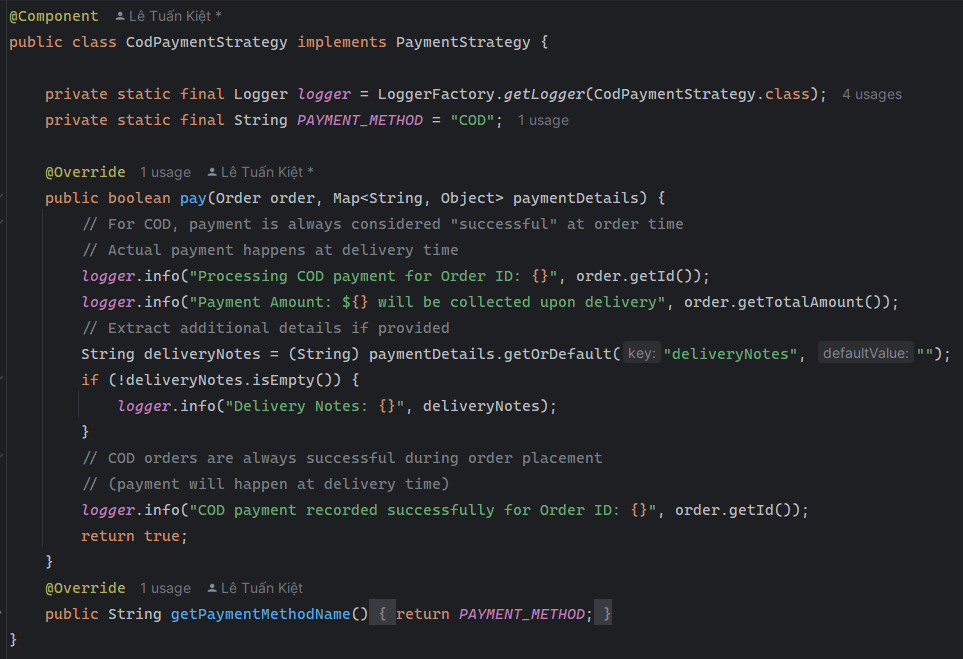 @Component Lê Tuấn Kiệt *
public class CodPaymentStrategy implements PaymentStrategy {
private static final Logger logger = LoggerFactory.getLogger(CodPaymentStrategy.class); 4 usages
private static final String PAYMENT_METHOD = "COD"; 1 usage
@Override 1 usage Lê Tuấn Kiệt *
public boolean pay(Order order, Map<String, Object> paymentDetails) {
// For COD, payment is always considered "successful" at order time
// Actual payment happens at delivery time
logger.info("Processing COD payment for Order ID: {}", order.getId());
logger.info("Payment Amount: ${} will be collected upon delivery", order.getTotalAmount());
// Extract additional details if provided
String deliveryNotes = (String) paymentDetails.getOrDefault( key: "deliveryNotes", defaultValue: "");
if (!deliveryNotes.isEmpty()) {
logger.info("Delivery Notes: {}", deliveryNotes);
}
// COD orders are always successful during order placement
// (payment will happen at delivery time)
logger.info("COD payment recorded successfully for Order ID: {}", order.getId());
return true;
}
@Override 1 usage Lê Tuấn Kiệt
public String getPaymentMethodName() { return PAYMENT_METHOD; }
}